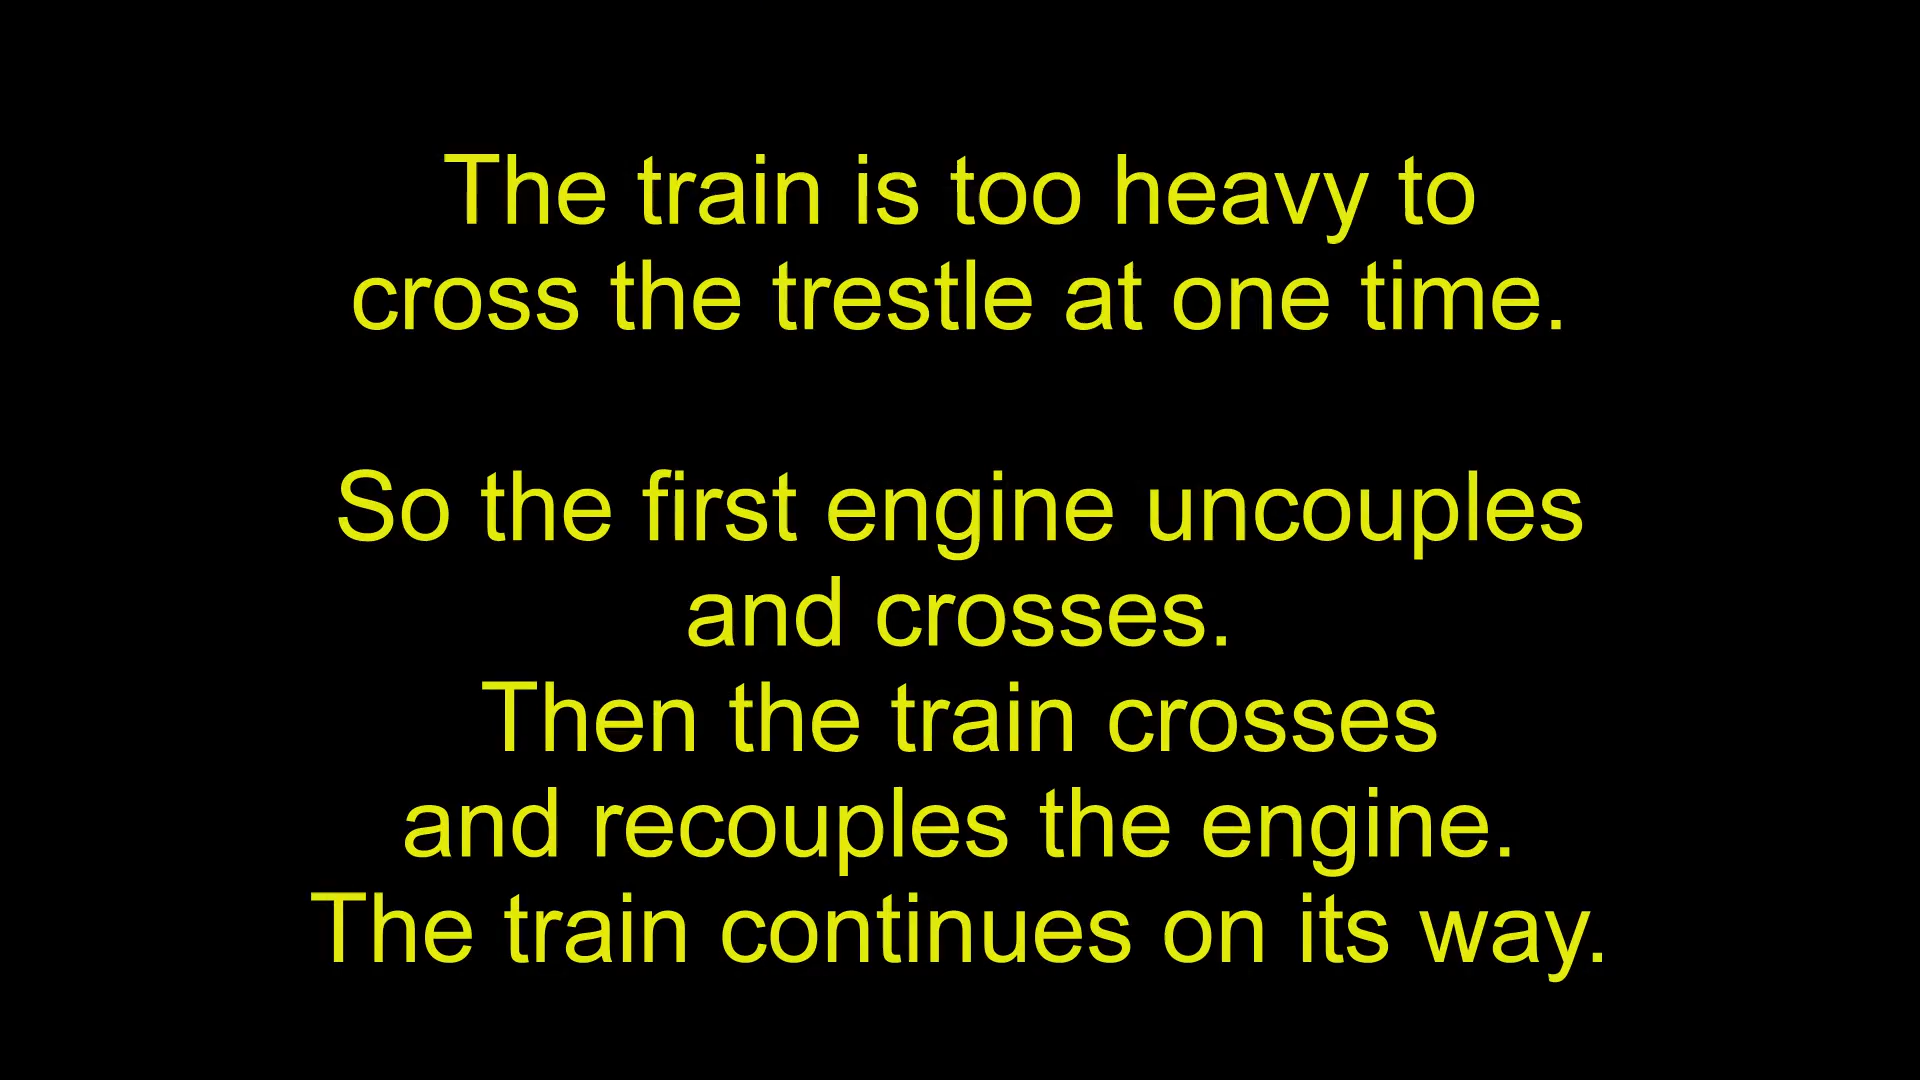 The train is too heavy to
cross the trestle at one time.
So the first engine uncouples
and crosses.
Then the train crosses
and recouples the engine.
The train continues on its way.